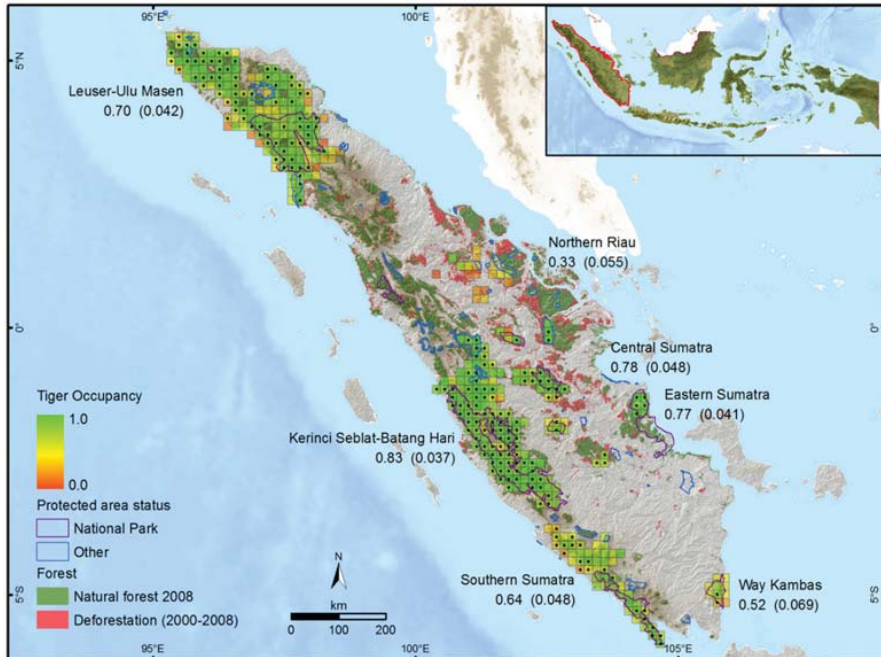 95°E
100°E
5°N
Leuser-Ulu Masen
0.70 (0.042)
Northern Riau
0.33 (0.055)
0°
0°
Central Sumatra
0.78 (0.048)
Eastern Sumatra
0.77 (0.041)
Tiger Occupancy
1.0
0.0
Kerinci Seblat-Batang Hari
0.83 (0.037)
Protected area status
National Park
Other
Forest
Natural forest 2008
Deforestation (2000-2008)
N
km
0 100 200
Southern Sumatra
0.64 (0.048)
Way Kambas
0.52 (0.069)
5°S
5°S
95°E
100°E
105°E